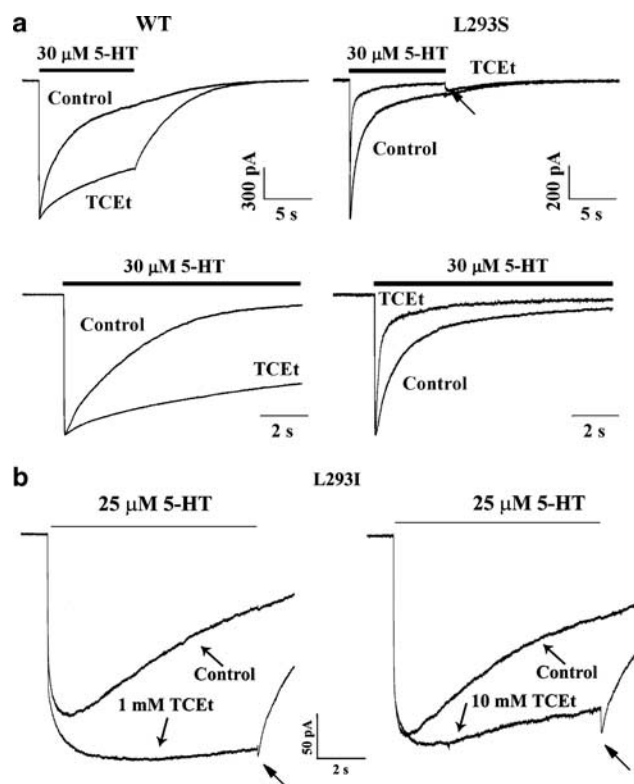 a
WT
L293S
30 μM 5-HT
30 μM 5-HT
Control
TCEt
TCEt
Control
300 pA
5 s
200 pA
5 s
30 μM 5-HT
30 μM 5-HT
Control
TCEt
TCEt
Control
2 s
2 s
b
L293I
25 μM 5-HT
25 μM 5-HT
Control
1 mM TCEt
50 pA
2 s
Control
10 mM TCEt